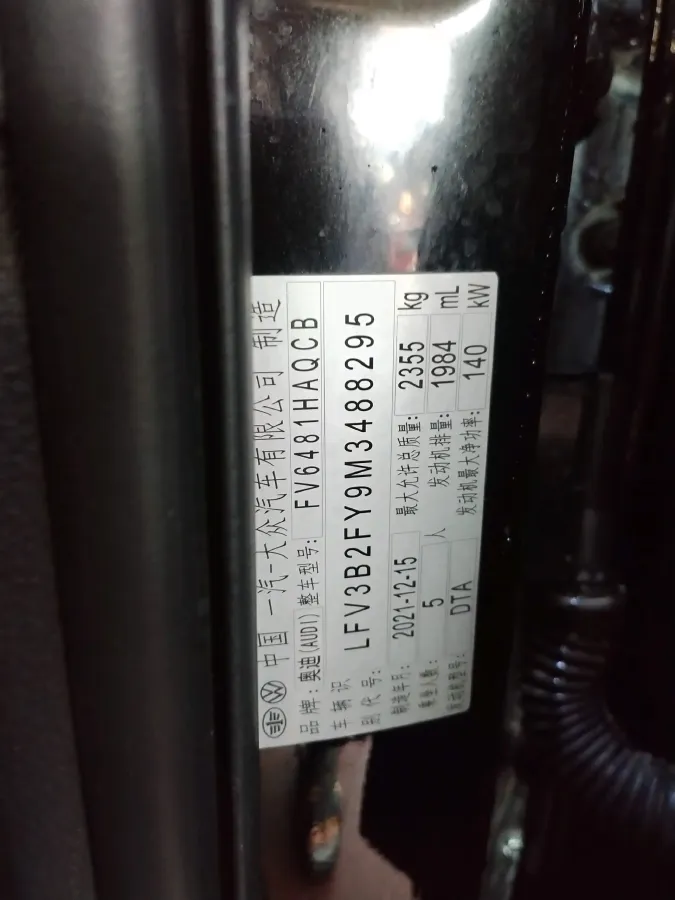 中国 一汽-大众汽车有限公司 制造
品牌: 奥迪(AUDI) 整车型号: FV6481HAQCB
车辆识别代号: LFV3B2FY9M3488295
制造年月: 2021-12-15 最大允许总质量: 2355 kg
乘坐人数: 5 人 发动机排量: 1984 mL
发动机型号: DTA 发动机最大净功率: 140 kW